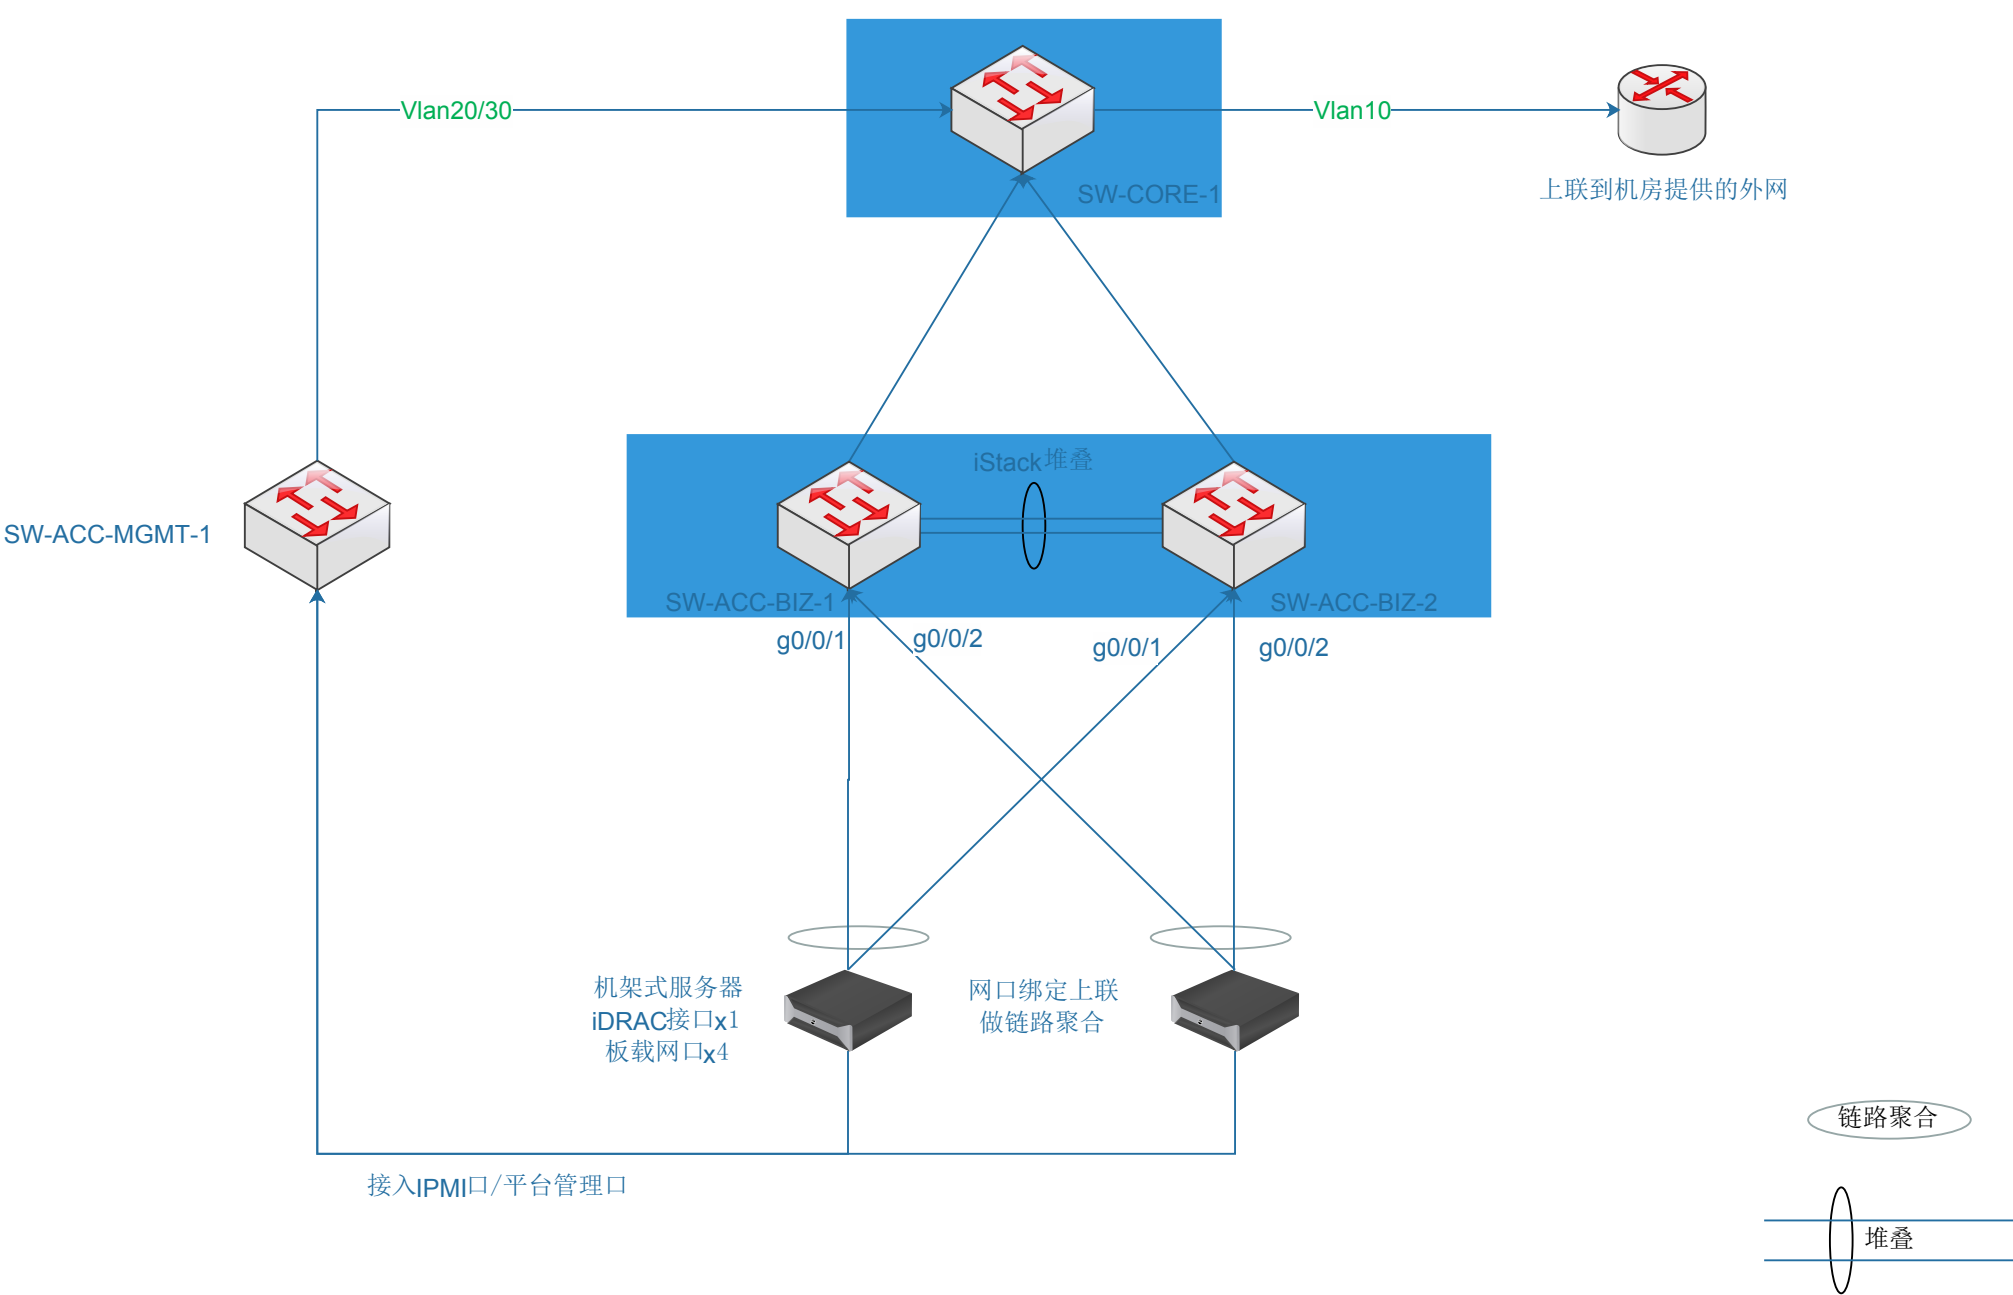 Vlan20/30
Vlan10
SW-CORE-1
上联到机房提供的外网
iStack堆叠
SW-ACC-MGMT-1
SW-ACC-BIZ-1
SW-ACC-BIZ-2
g0/0/1
g0/0/2
g0/0/1
g0/0/2
机架式服务器
iDRAC接口x1
板载网口x4
网口绑定上联
做链路聚合
链路聚合
接入IPMI口/平台管理口
堆叠